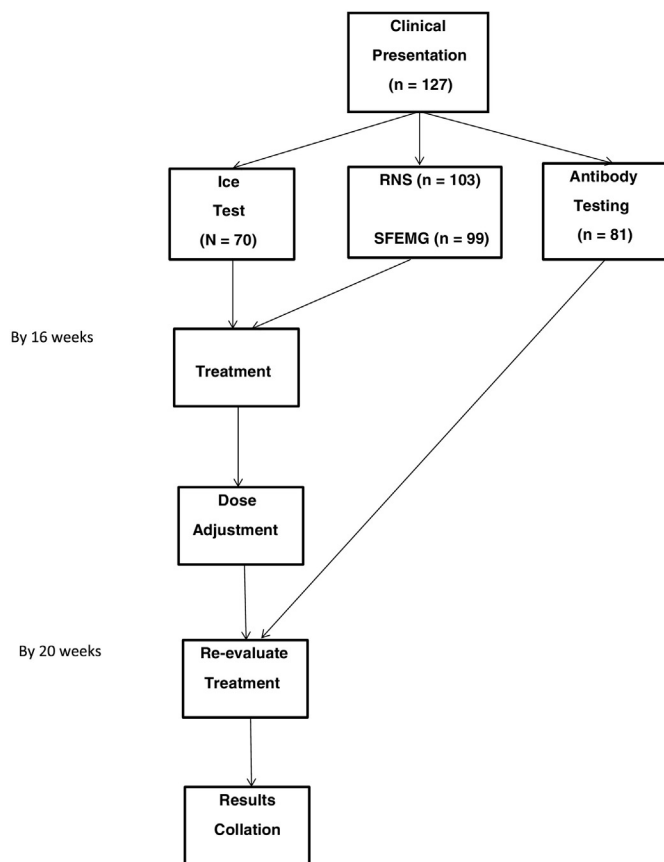 Clinical
Presentation
(n = 127)
Ice
Test
(N = 70)
RNS (n = 103)
SFEMG (n = 99)
Antibody
Testing
(n = 81)
By 16 weeks
Treatment
Dose
Adjustment
By 20 weeks
Re-evaluate
Treatment
Results
Collation